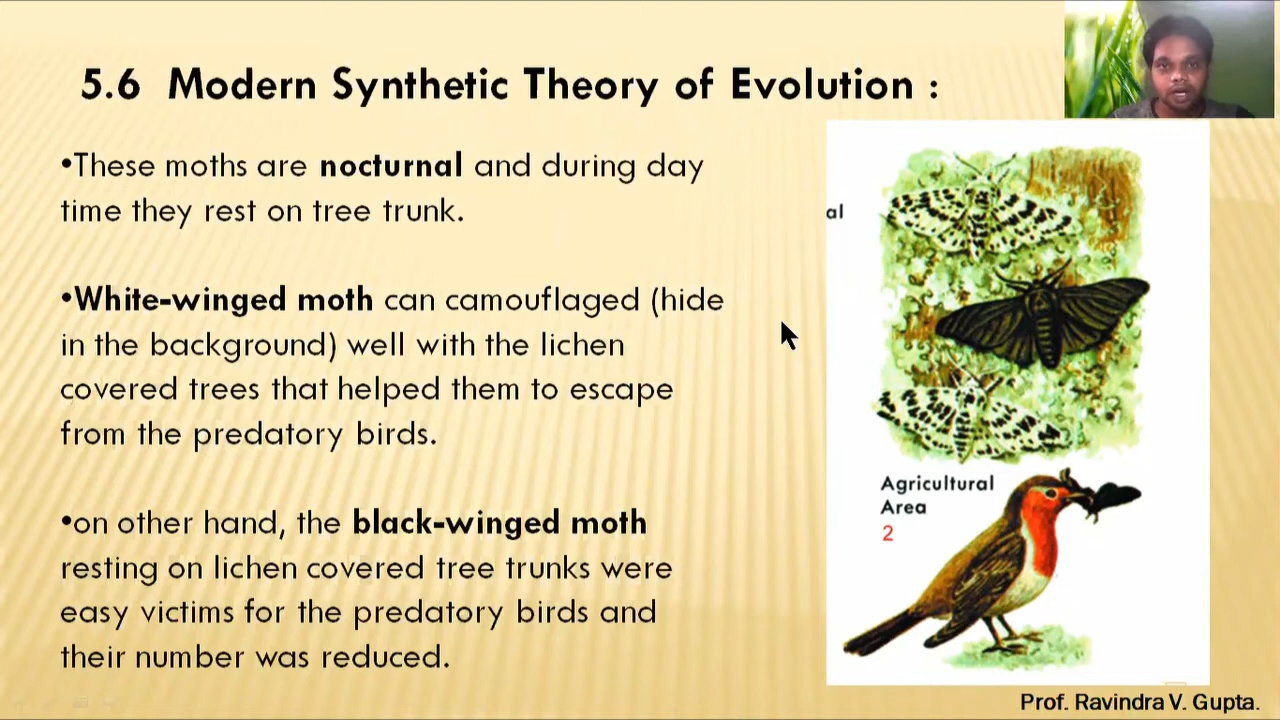 5.6 Modern Synthetic Theory of Evolution :
•These moths are nocturnal and during day
time they rest on tree trunk.
•White-winged moth can camouflaged (hide
in the background) well with the lichen
covered trees that helped them to escape
from the predatory birds.
•on other hand, the black-winged moth
resting on lichen covered tree trunks were
easy victims for the predatory birds and
their number was reduced.
al
Agricultural
Area
2
Prof. Ravindra V. Gupta.